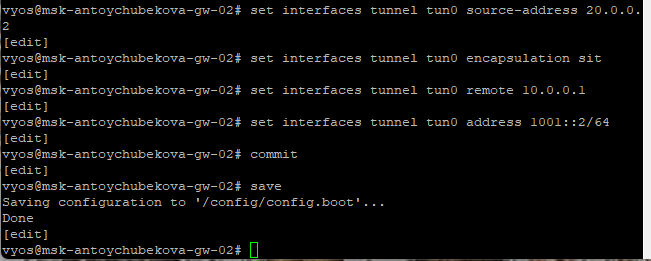 vyos@msk-antoychubekova-gw-02# set interfaces tunnel tun0 source-address 20.0.0.
2
[edit]
vyos@msk-antoychubekova-gw-02# set interfaces tunnel tun0 encapsulation sit
[edit]
vyos@msk-antoychubekova-gw-02# set interfaces tunnel tun0 remote 10.0.0.1
[edit]
vyos@msk-antoychubekova-gw-02# set interfaces tunnel tun0 address 1001::2/64
[edit]
vyos@msk-antoychubekova-gw-02# commit
[edit]
vyos@msk-antoychubekova-gw-02# save
Saving configuration to '/config/config.boot'...
Done
[edit]
vyos@msk-antoychubekova-gw-02#